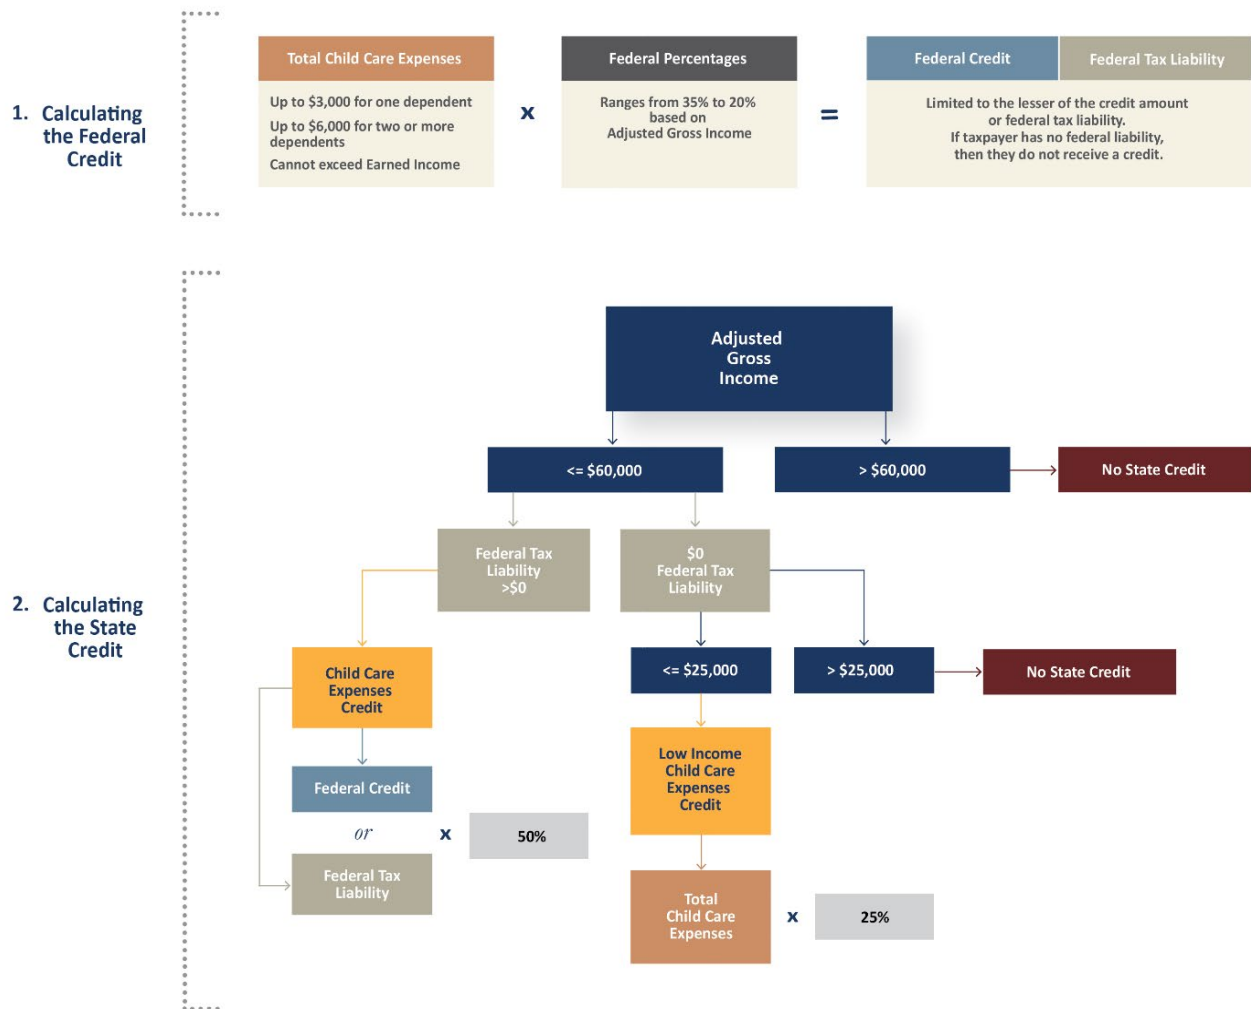 1. Calculating
the Federal
Credit
Total Child Care Expenses
Up to $3,000 for one dependent
Up to $6,000 for two or more
dependents
Cannot exceed Earned Income
x
Federal Percentages
Ranges from 35% to 20%
based on
Adjusted Gross Income
=
Federal Credit
Federal Tax Liability
Limited to the lesser of the credit amount
or federal tax liability.
If taxpayer has no federal liability,
then they do not receive a credit.
2. Calculating
the State
Credit
Adjusted
Gross
Income
<= $60,000
> $60,000
No State Credit
Federal Tax
Liability
>$0
$0
Federal Tax
Liability
Child Care
Expenses
Credit
<= $25,000
> $25,000
No State Credit
Federal Credit
or
x
50%
Federal Tax
Liability
Low Income
Child Care
Expenses
Credit
Total
Child Care
Expenses
x
25%